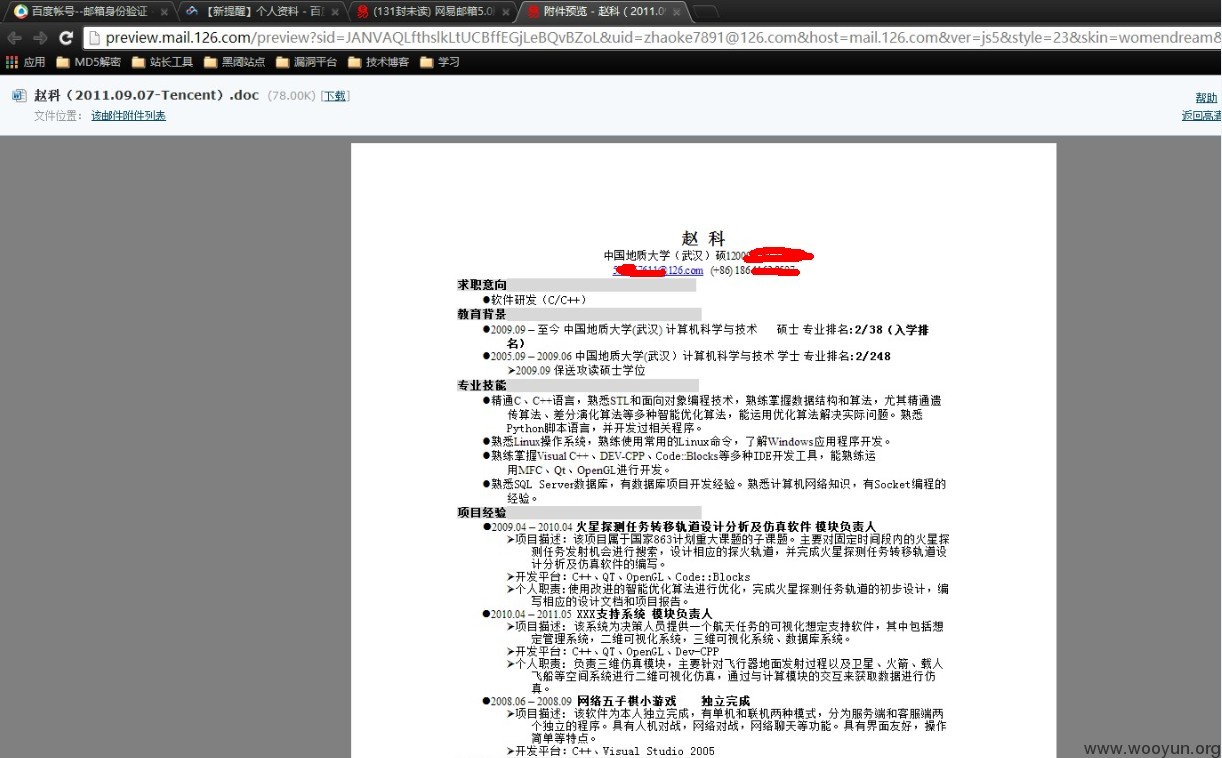 百度帐号--邮箱身份验证
【新提醒】个人资料 - 百
(131封未读) 网易邮箱5.0
附件预览 - 赵科 ( 2011.09
preview.mail.126.com/preview?sid=JANVAQLfthslkLtUCBffEGjLeBQvBZoL&uid=zhaoke7891@126.com&host=mail.126.com&ver=js5&style=23&skin=womendream&
应用 MD5解密 站长工具 黑阔站点 漏洞平台 技术博客 学习
赵科（2011.09.07-Tencent）.doc (78.00K) [下载]
帮助
文件位置： 该邮件附件列表
返回高清
赵 科
中国地质大学（武汉）硕1200
@126.com (+86) 186
求职意向
●软件研发（C/C++）
教育背景
●2009.09 – 至今 中国地质大学(武汉) 计算机科学与技术 硕士 专业排名:2/38（入学排
名）
●2005.09 – 2009.06 中国地质大学(武汉）计算机科学与技术 学士 专业排名:2/248
➢2009.09 保送攻读硕士学位
专业技能
●精通C、C++语言，熟悉STL和面向对象编程技术，熟练掌握数据结构和算法，尤其精通遗
传算法、差分演化算法等多种智能优化算法，能运用优化算法解决实际问题。熟悉
Python脚本语言，并开发过相关程序。
●熟悉Linux操作系统，熟练使用常用的Linux命令，了解Windows应用程序开发。
●熟练掌握Visual C++、DEV-CPP、Code::Blocks等多种IDE开发工具，能熟练运
用MFC、Qt、OpenGL进行开发。
●熟悉SQL Server数据库，有数据库项目开发经验。熟悉计算机网络知识，有Socket编程的
经验。
项目经验
●2009.04 – 2010.04 火星探测任务转移轨道设计分析及仿真软件 模块负责人
➢项目描述：该项目属于国家863计划重大课题的子课题。主要对固定时间段内的火星探
测任务发射机会进行搜索，设计相应的探火轨道，并完成火星探测任务转移轨道设
计分析及仿真软件的编写。
➢开发平台：C++、QT、OpenGL、Code::Blocks
➢个人职责:使用改进的智能优化算法进行优化，完成火星探测任务轨道的初步设计，编
写相应的设计文档和项目报告。
●2010.04 – 2011.05 XXX支持系统 模块负责人
➢项目描述：该系统为决策人员提供一个航天任务的可视化想定支持软件，其中包括想
定管理系统，二维可视化系统，三维可视化系统、数据库系统。
➢开发平台：C++、QT、OpenGL、Dev-CPP
➢个人职责：负责三维仿真模块，主要针对飞行器地面发射过程以及卫星、火箭、载人
飞船等空间系统进行二维可视化仿真，通过与计算模块的交互来获取数据进行仿
真。
●2008.06 – 2008.09 网络五子棋小游戏 独立完成
➢项目描述：该软件为本人独立完成，有单机和联机两种模式，分为服务端和客服端两
个独立的程序。具有人机对战，网络对战，网络聊天等功能。具有界面友好，操作
简单等特点。
➢开发平台：C++、Visual Studio 2005
www.wooyun.org